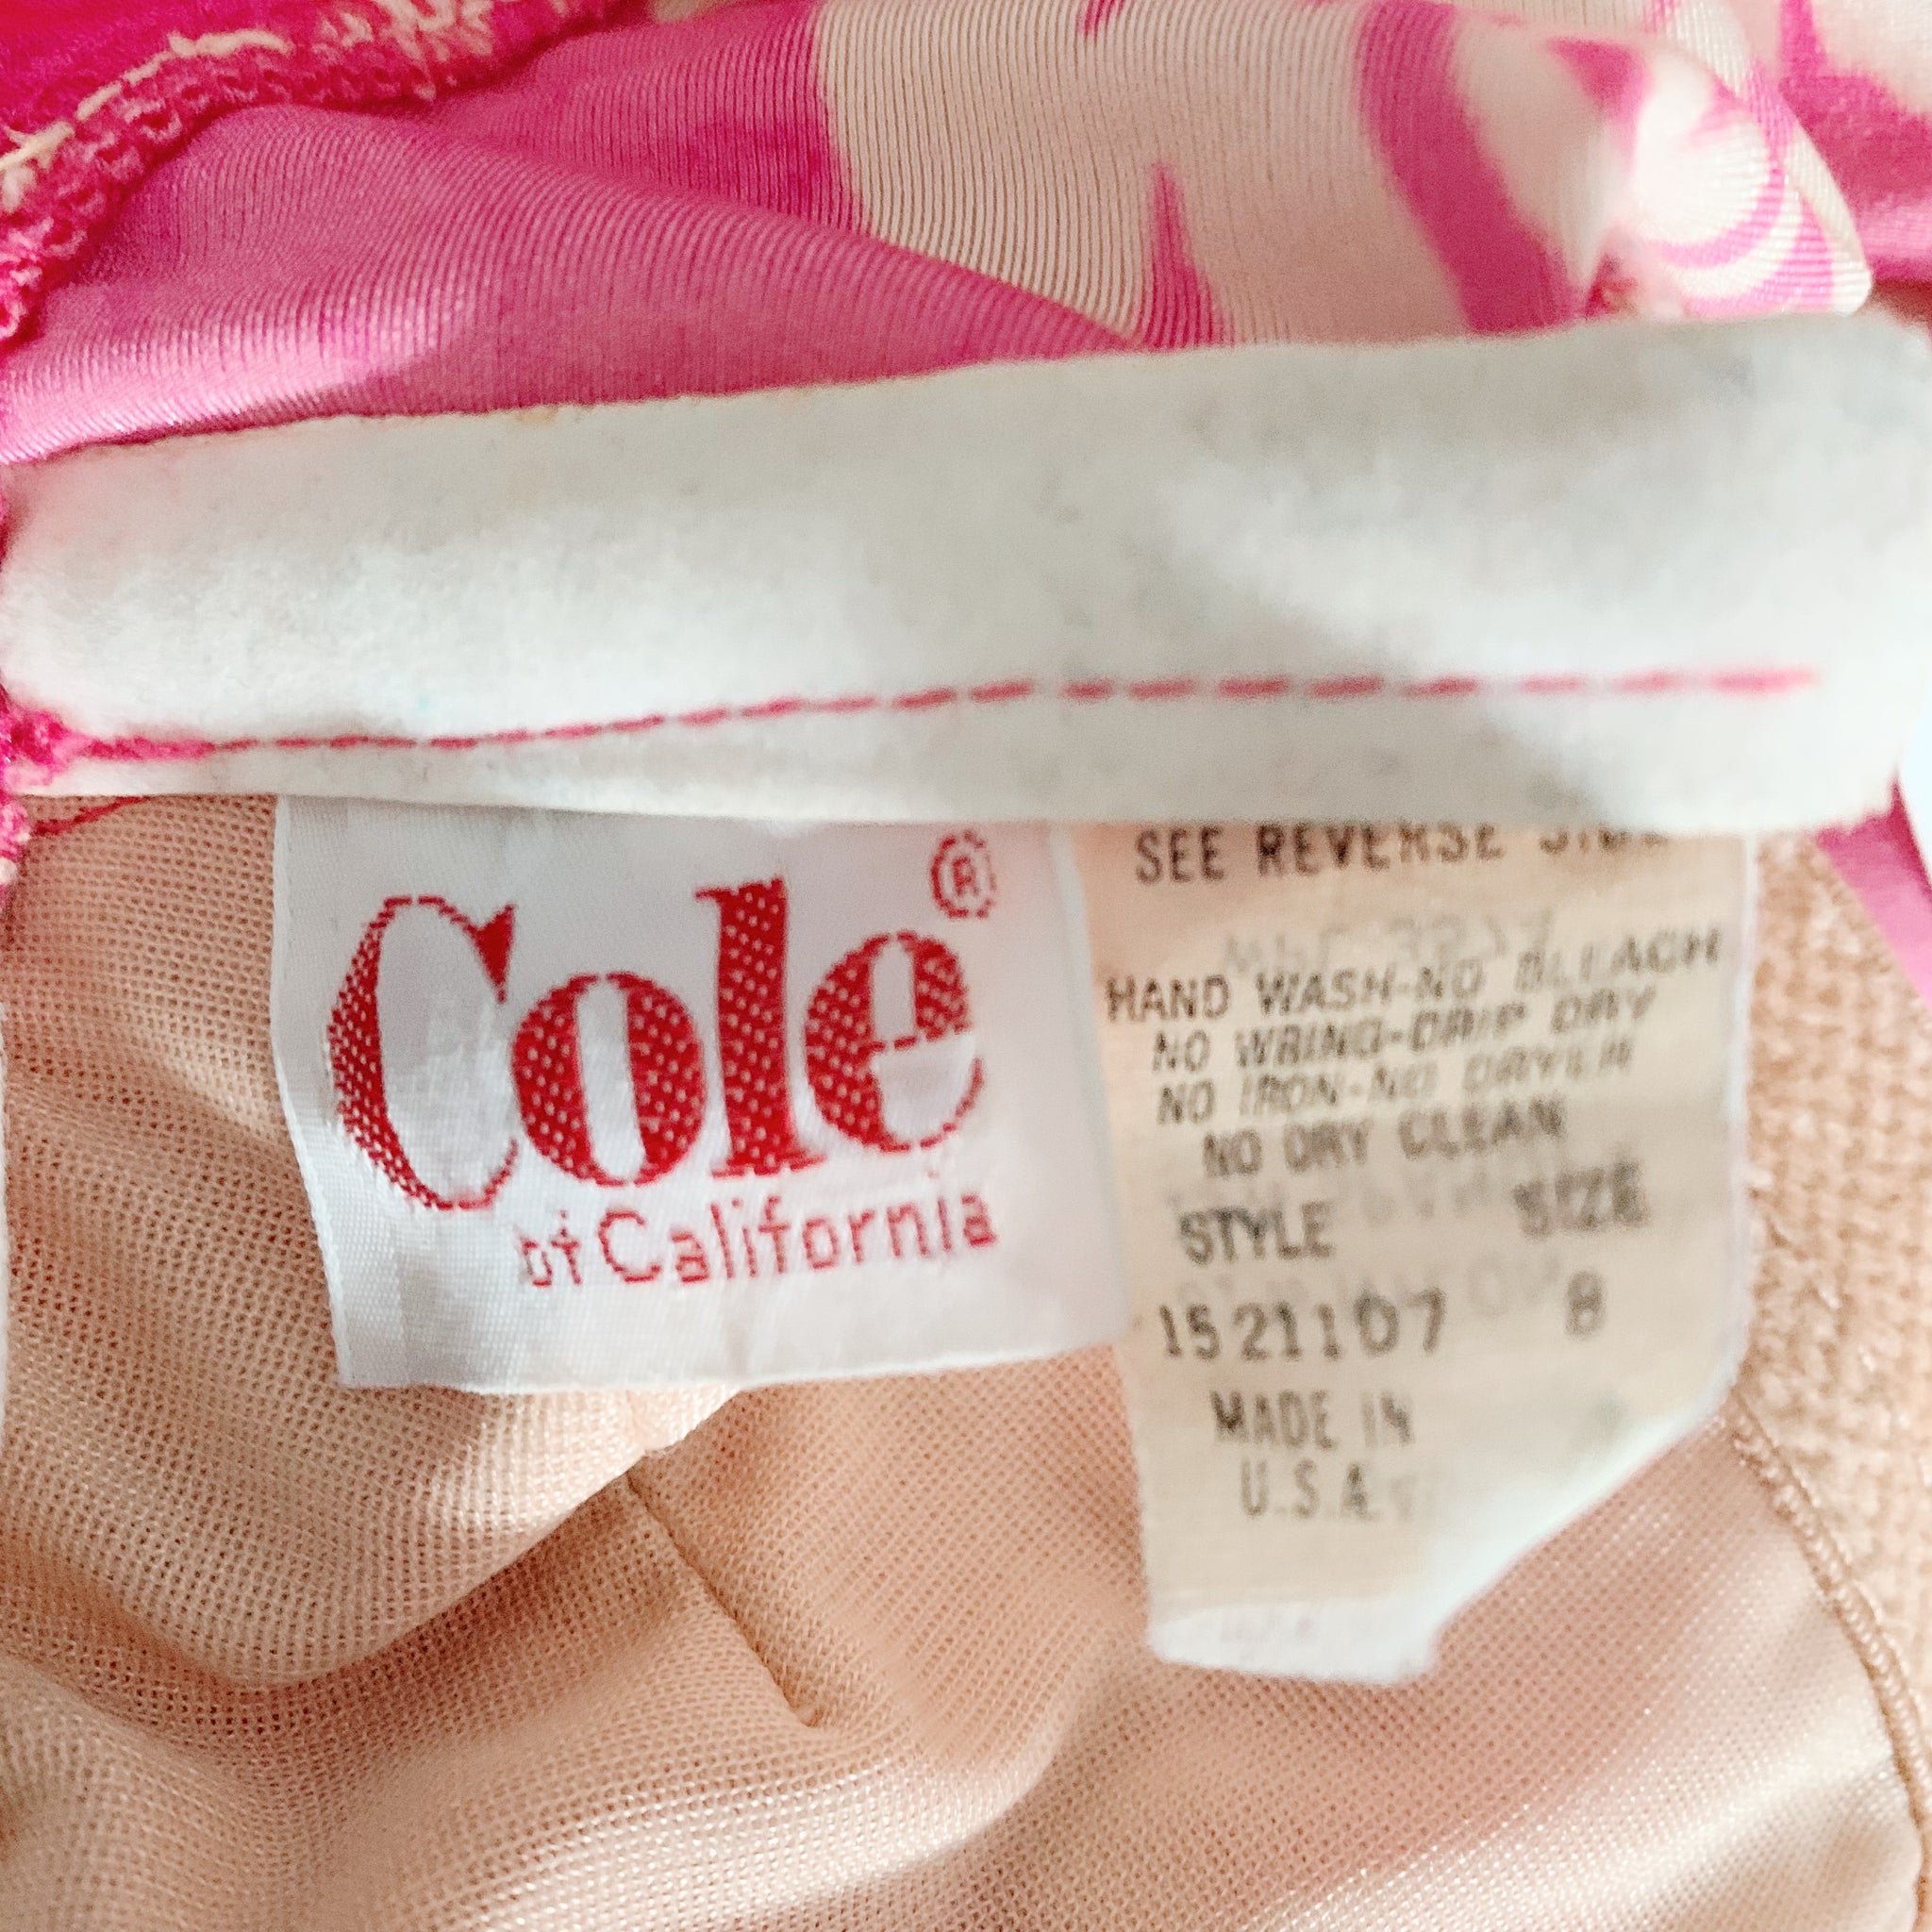 Cole®
of California
SEE REVERSE SIDE
HAND WASH-NO BLEACH
NO WRING-DRIP DRY
NO IRON-NO DRYER
NO DRY CLEAN
STYLE SIZE
1521107 8
MADE IN
U.S.A.